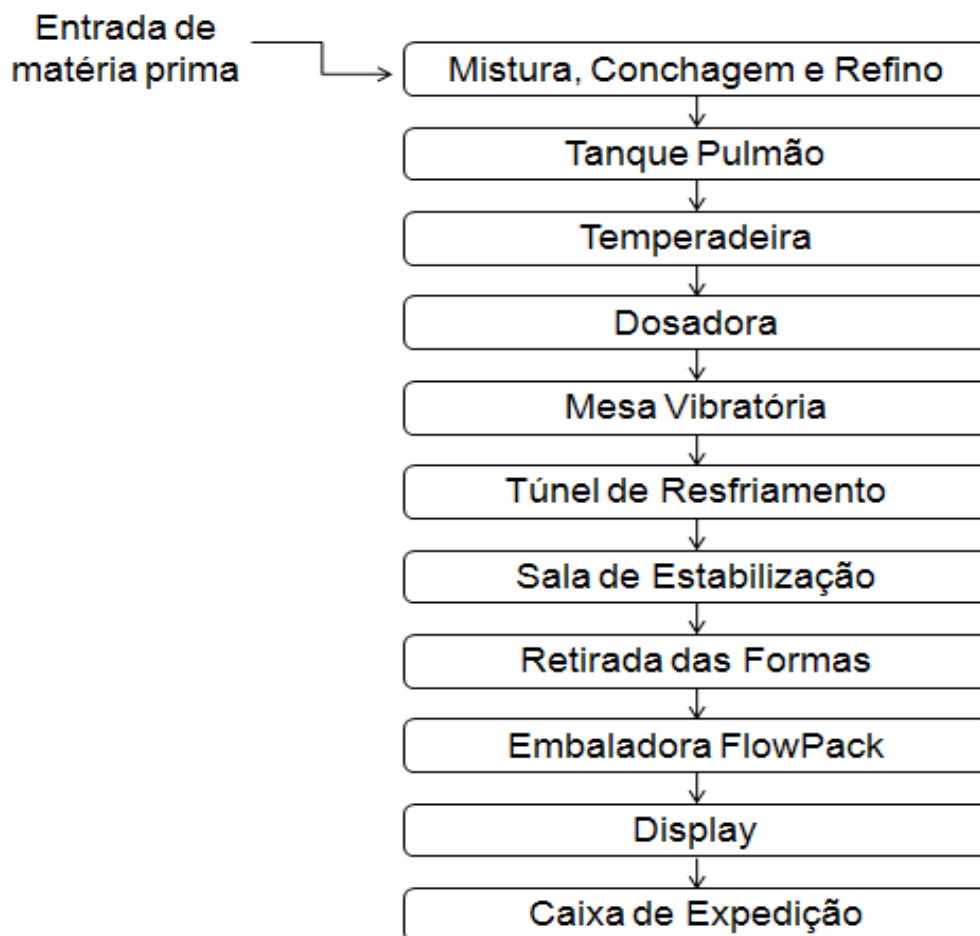 Entrada de
matéria prima
Mistura, Conchagem e Refino
Tanque Pulmão
Temperadeira
Dosadora
Mesa Vibratória
Túnel de Resfriamento
Sala de Estabilização
Retirada das Formas
Embaladora FlowPack
Display
Caixa de Expedição